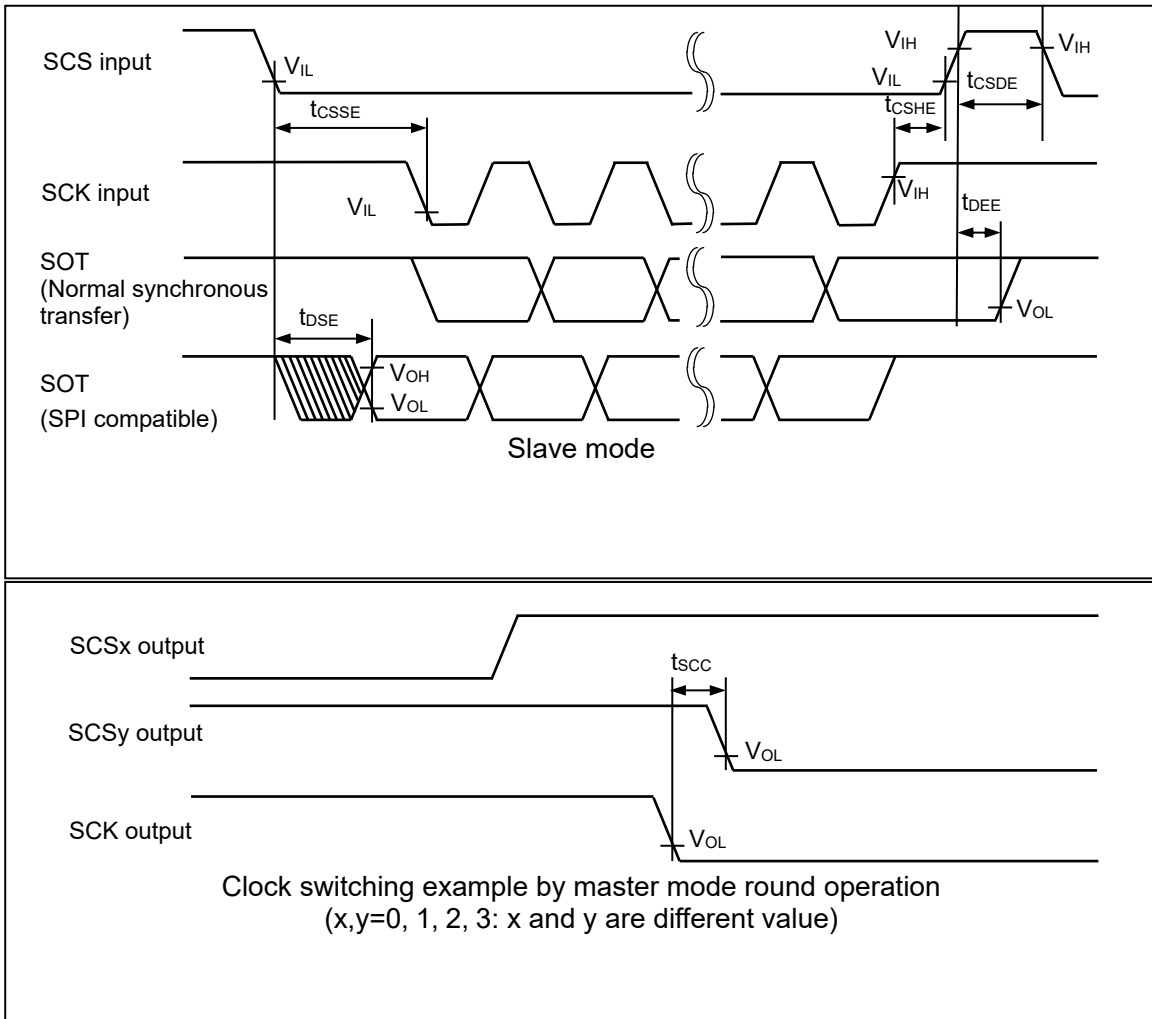 SCS input
VIL
VIH
VIL
VIH
tCSSE
tCSHE
tCSDE
SCK input
VIL
VIH
tDEE
SOT
(Normal synchronous
transfer)
VOL
tDSE
SOT
(SPI compatible)
VOH
VOL
Slave mode
SCSx output
tSCC
SCSy output
VOL
SCK output
VOL
Clock switching example by master mode round operation
(x,y=0, 1, 2, 3: x and y are different value)